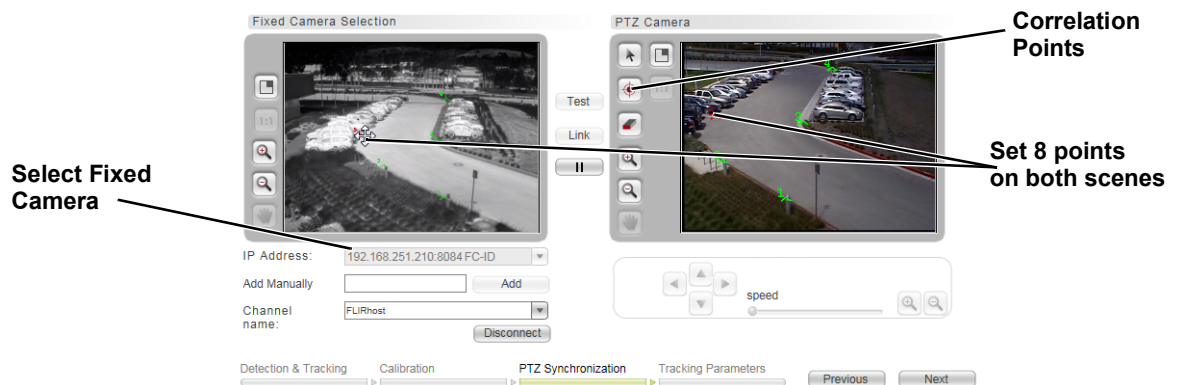 Fixed Camera Selection
PTZ Camera
Correlation
Points
Test
1:1
Link
Set 8 points
on both scenes
Select Fixed
Camera
IP Address:
192.168.251.210:8084 FC-ID
Add Manually
Add
speed
Channel
name:
FLIRhost
Disconnect
Detection & Tracking
Calibration
PTZ Synchronization
Tracking Parameters
Previous
Next